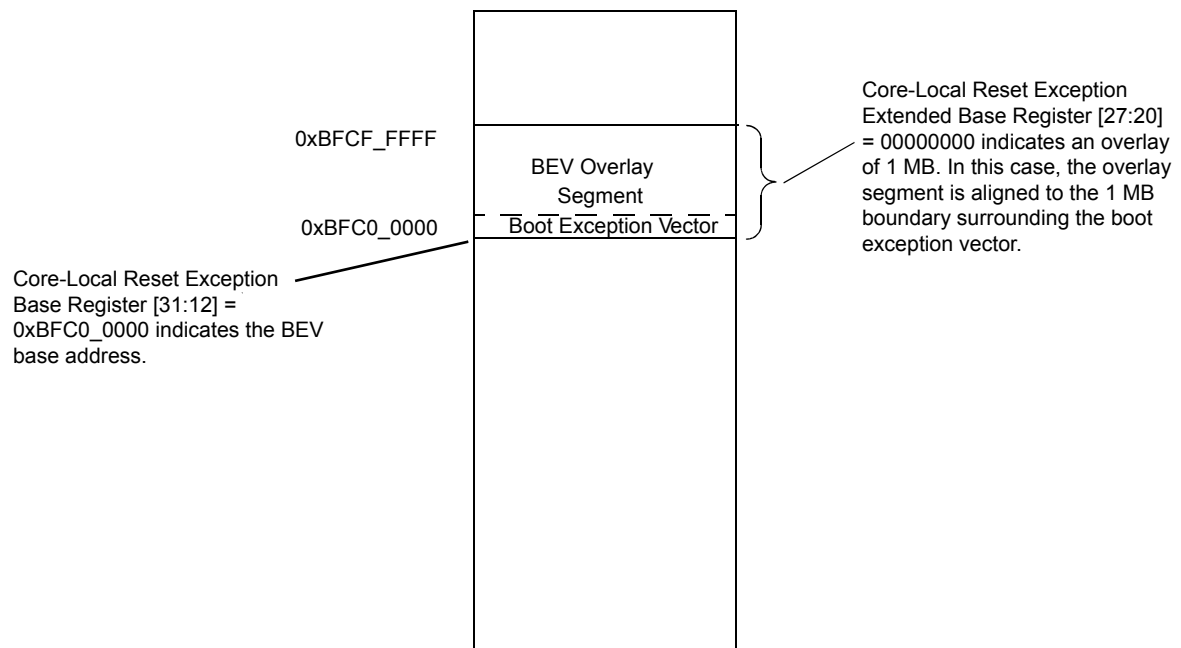 Core-Local Reset Exception
Extended Base Register [27:20]
= 00000000 indicates an overlay
of 1 MB. In this case, the overlay
segment is aligned to the 1 MB
boundary surrounding the boot
exception vector.
0xBFCF_FFFF
BEV Overlay
Segment
0xBFC0_0000
Boot Exception Vector
Core-Local Reset Exception
Base Register [31:12] =
0xBFC0_0000 indicates the BEV
base address.